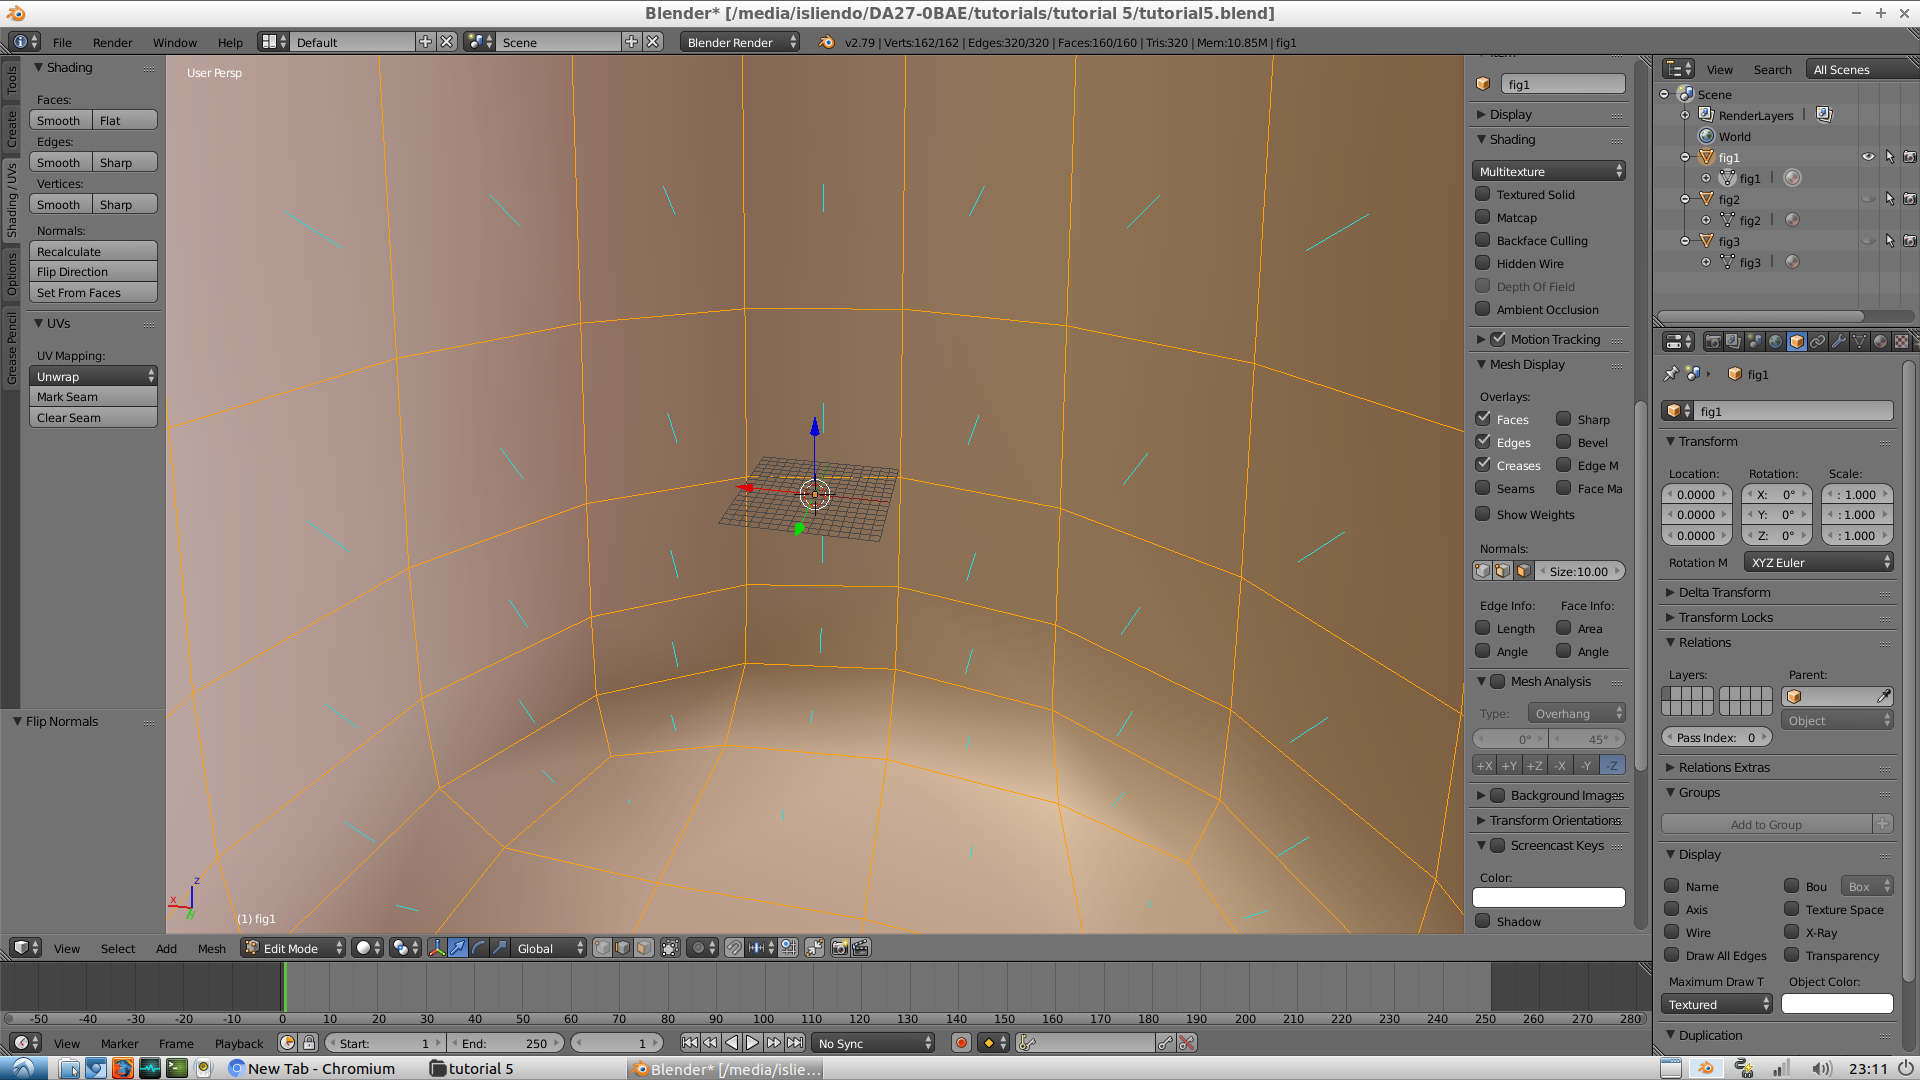 Blender* [/media/isliendo/DA27-0BAE/tutorials/tutorial 5/tutorial5.blend]
File Render Window Help Default Scene Blender Render v2.79 | Verts:162/162 | Edges:320/320 | Faces:160/160 | Tris:320 | Mem:10.85M | fig1
Tools
Create
Shading / UVs
Options
Grease Pencil
Shading
Faces:
Smooth Flat
Edges:
Smooth Sharp
Vertices:
Smooth Sharp
Normals:
Recalculate
Flip Direction
Set From Faces
UVs
UV Mapping:
Unwrap
Mark Seam
Clear Seam
Flip Normals
User Persp
z
x
(1) fig1
fig1
Display
Shading
Multitexture
Textured Solid
Matcap
Backface Culling
Hidden Wire
Depth Of Field
Ambient Occlusion
Motion Tracking
Mesh Display
Overlays:
Faces Sharp
Edges Bevel
Creases Edge M
Seams Face Ma
Show Weights
Normals:
Size:10.00
Edge Info: Face Info:
Length Area
Angle Angle
Mesh Analysis
Type: Overhang
0° 45°
+X +Y +Z -X -Y -Z
Background Images
Transform Orientations
Screencast Keys
Color:
Shadow
View Search All Scenes
Scene
RenderLayers |
World
fig1
fig1 |
fig2
fig2 |
fig3
fig3 |
fig1
fig1
Transform
Location: Rotation: Scale:
0.0000 X: 0° : 1.000
0.0000 Y: 0° : 1.000
0.0000 Z: 0° : 1.000
Rotation M XYZ Euler
Delta Transform
Transform Locks
Relations
Layers: Parent:
Object
Pass Index: 0
Relations Extras
Groups
Add to Group
Display
Name Bou Box
Axis Texture Space
Wire X-Ray
Draw All Edges Transparency
Maximum Draw T Object Color:
Textured
Duplication
View Select Add Mesh Edit Mode Global
-50 -40 -30 -20 -10 0 10 20 30 40 50 60 70 80 90 100 110 120 130 140 150 160 170 180 190 200 210 220 230 240 250 260 270 280
View Marker Frame Playback Start: 1 End: 250 1 No Sync
New Tab - Chromium tutorial 5 Blender* [/media/islie... 23:11